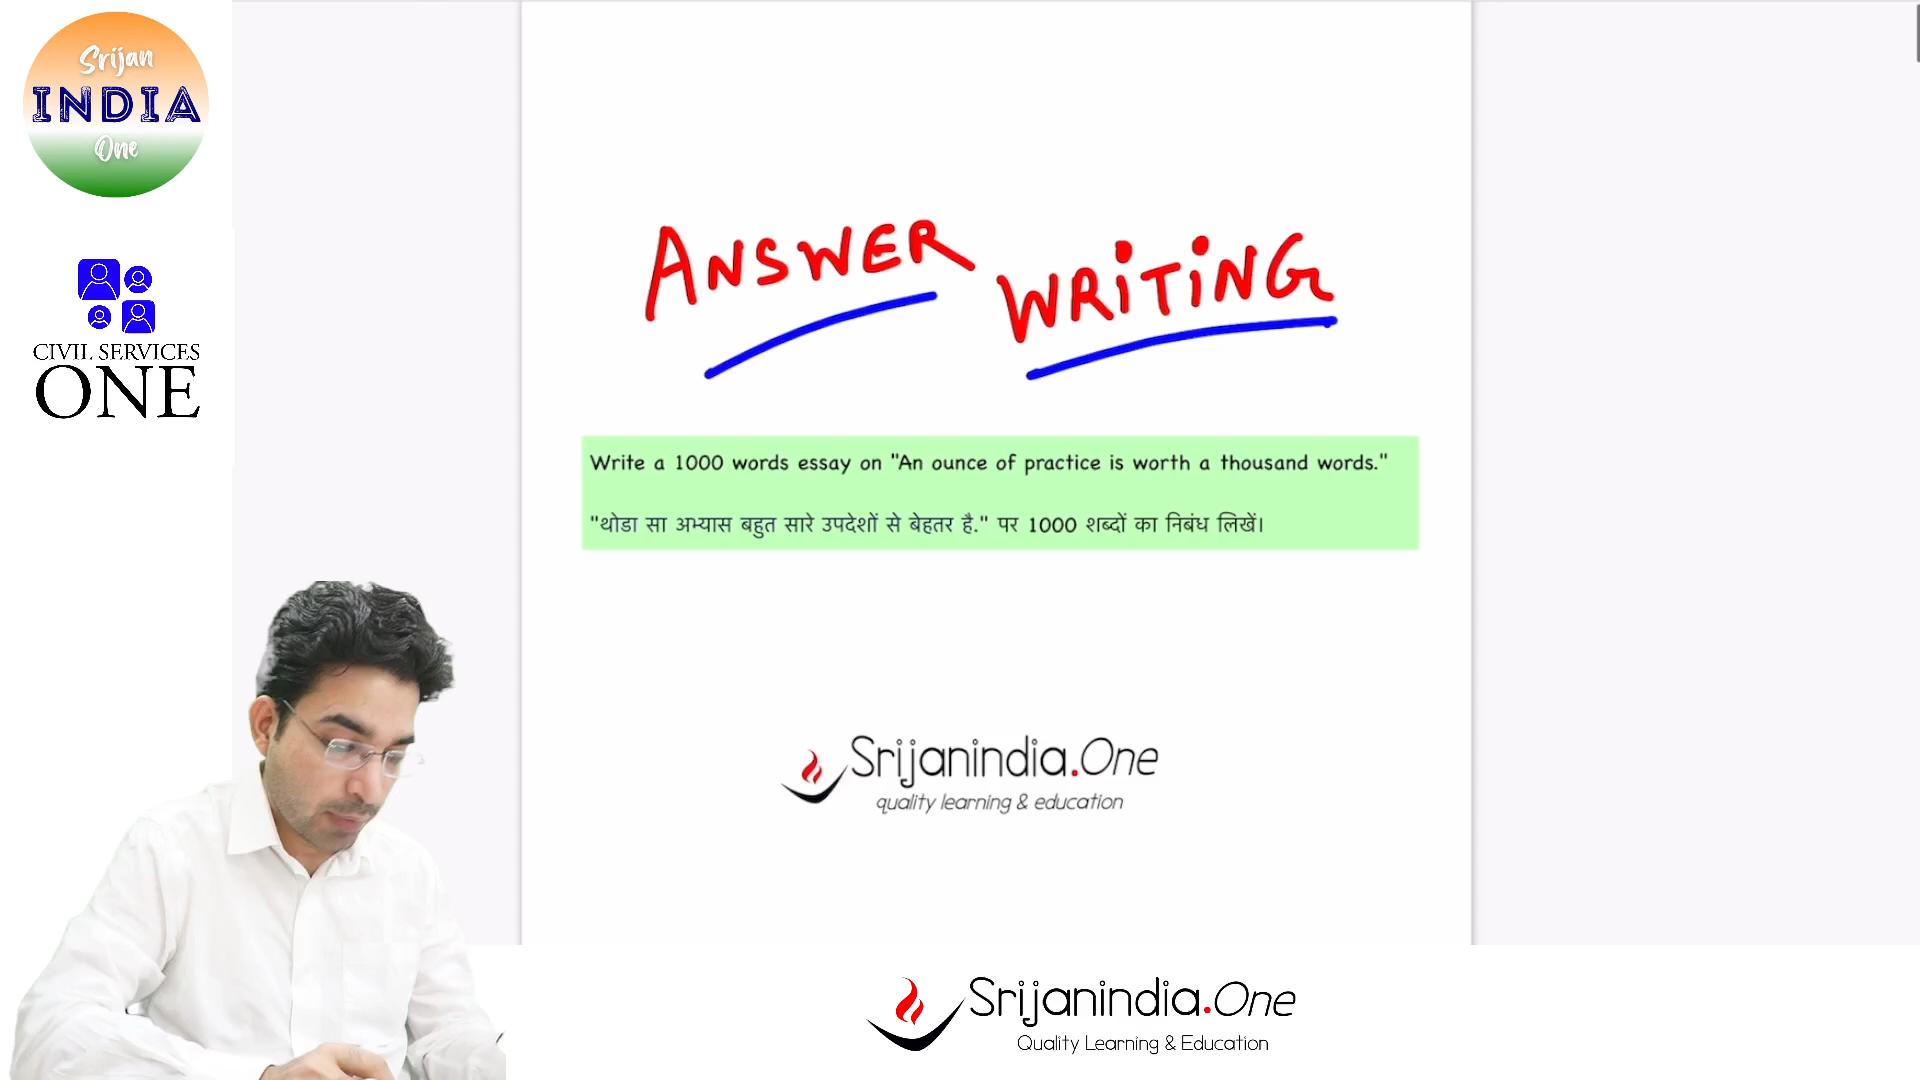 Srijan
INDIA
One
CIVIL SERVICES
ONE
ANSWER WRITING
Write a 1000 words essay on "An ounce of practice is worth a thousand words."
"थोडा सा अभ्यास बहुत सारे उपदेशों से बेहतर है." पर 1000 शब्दों का निबंध लिखें।
Srijanindia.One
quality learning & education
Srijanindia.One
Quality Learning & Education